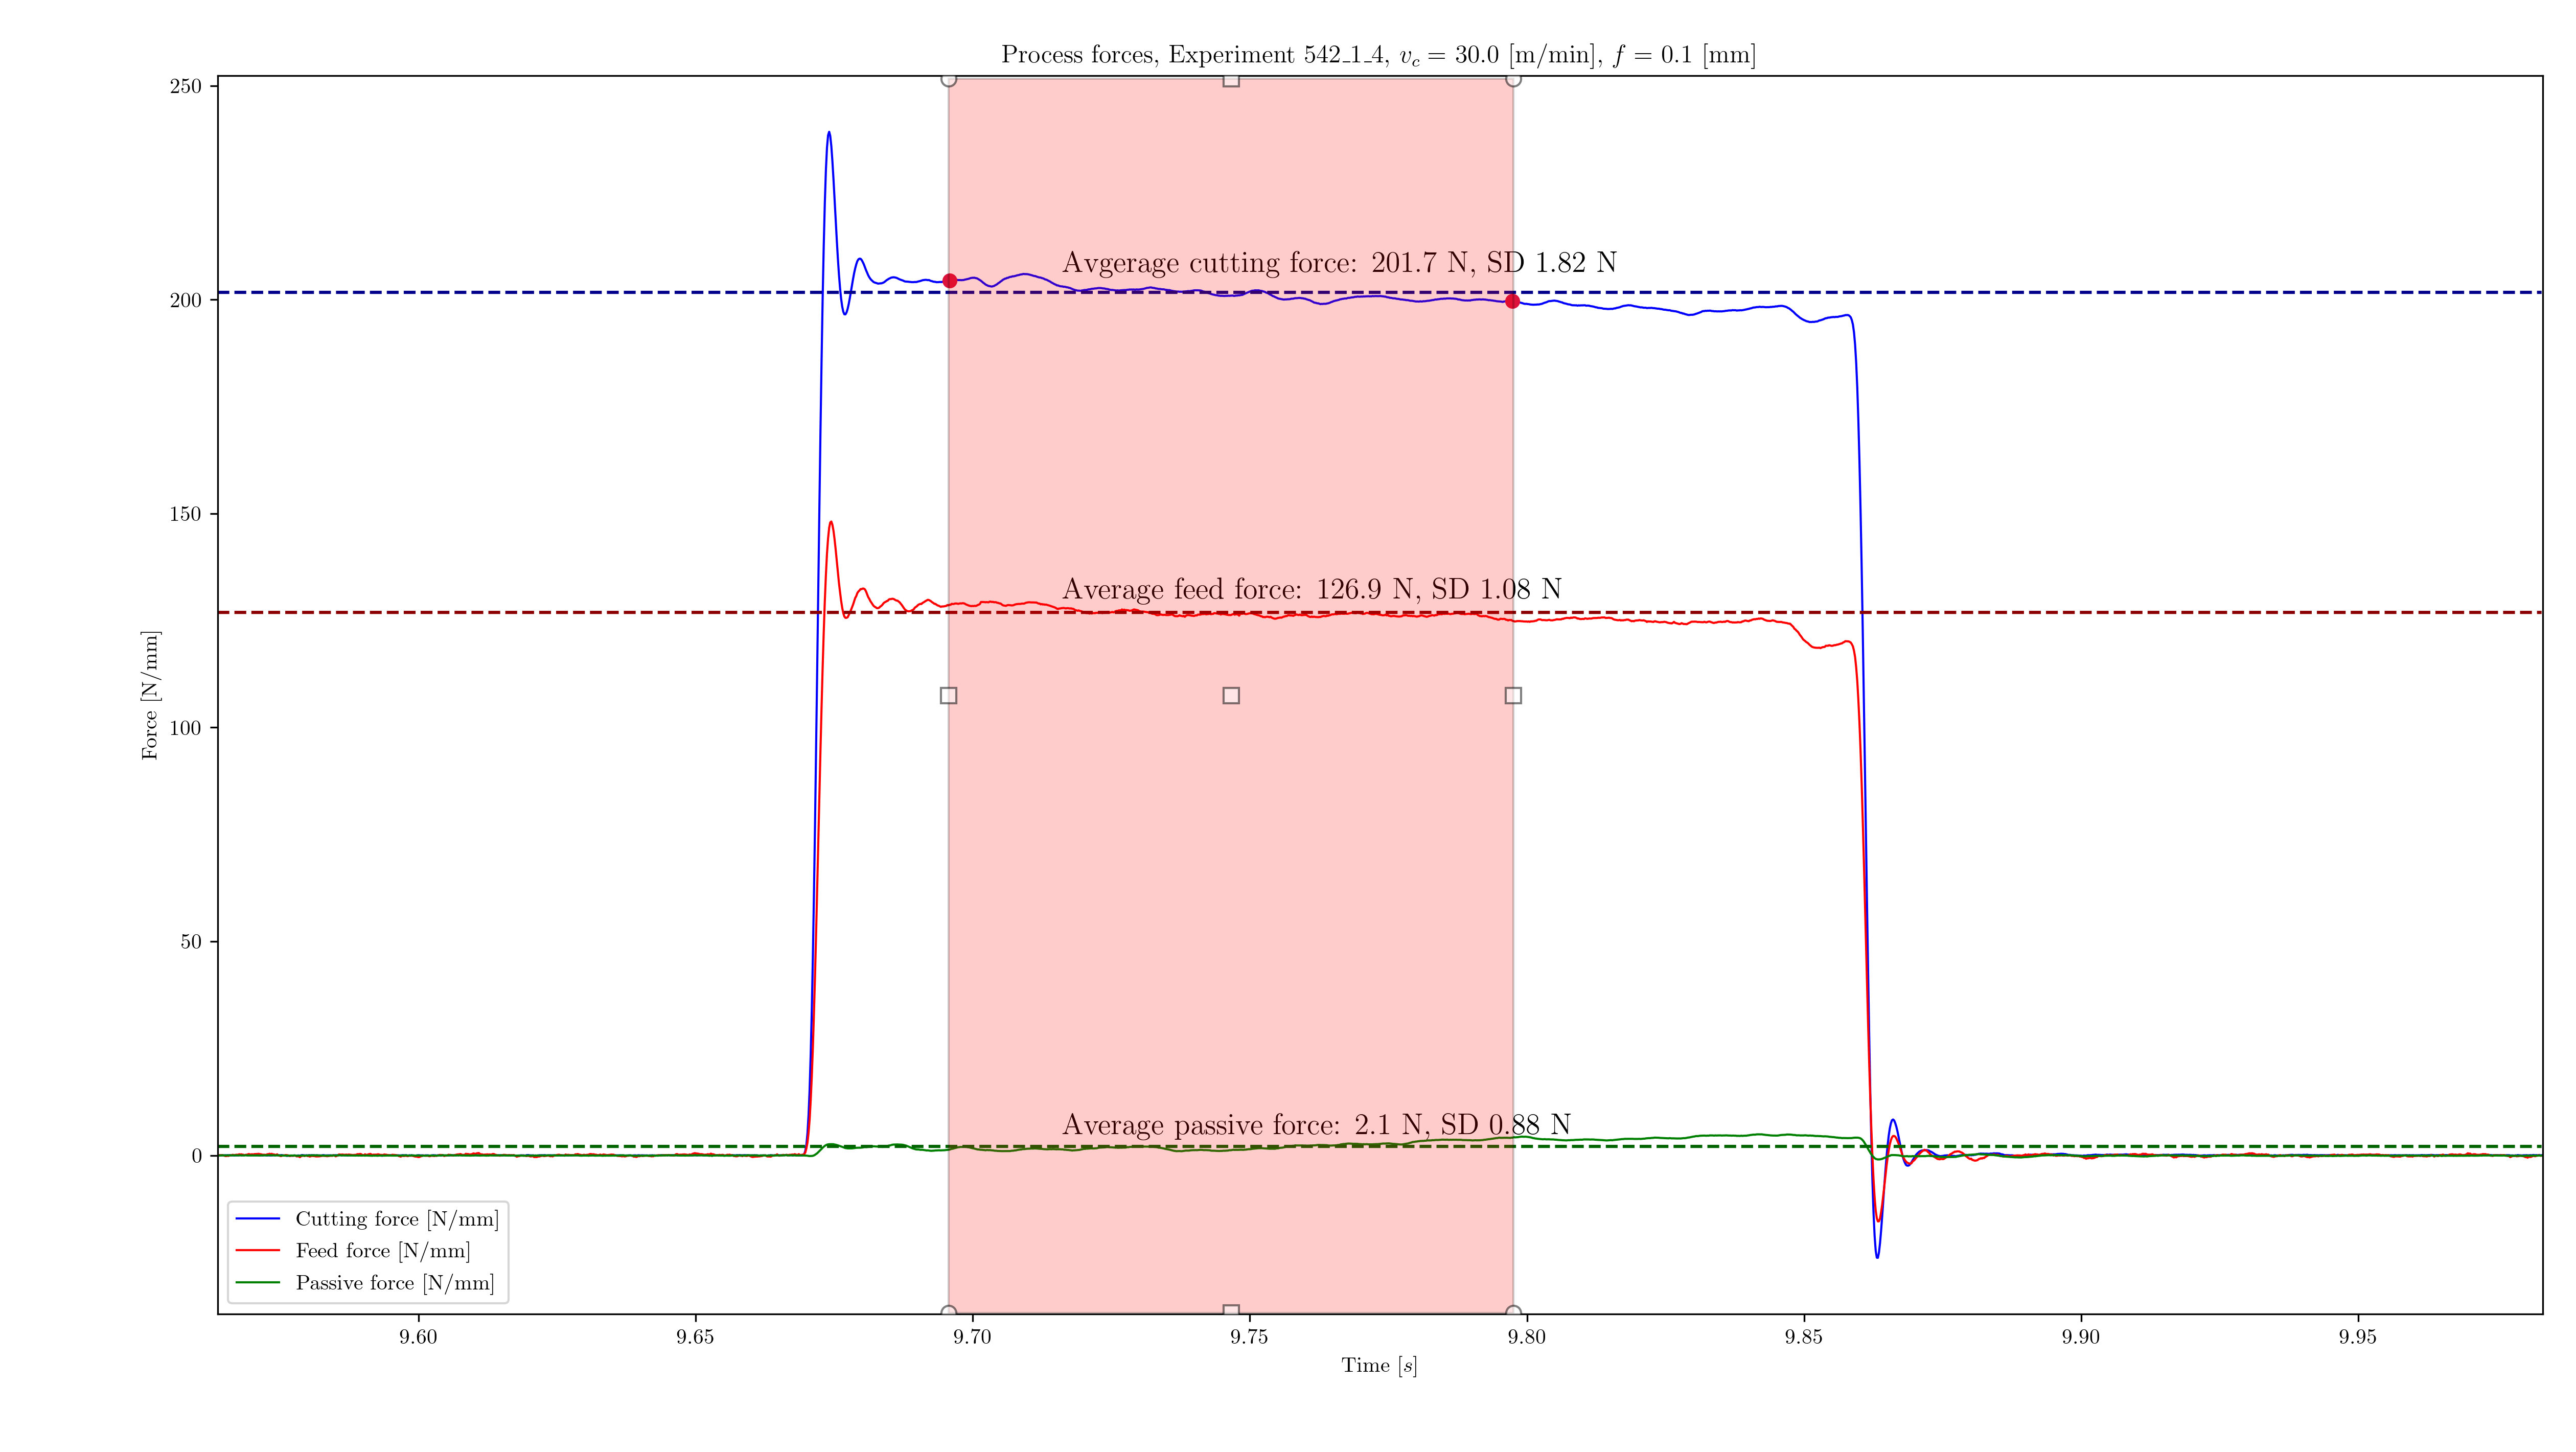 Process forces, Experiment 542_1_4, v_c = 30.0 [m/min], f = 0.1 [mm]
250
200
150
100
50
0
Force [N/mm]
Avgerage cutting force: 201.7 N, SD 1.82 N
Average feed force: 126.9 N, SD 1.08 N
Average passive force: 2.1 N, SD 0.88 N
Cutting force [N/mm]
Feed force [N/mm]
Passive force [N/mm]
9.60 9.65 9.70 9.75 9.80 9.85 9.90 9.95
Time [s]